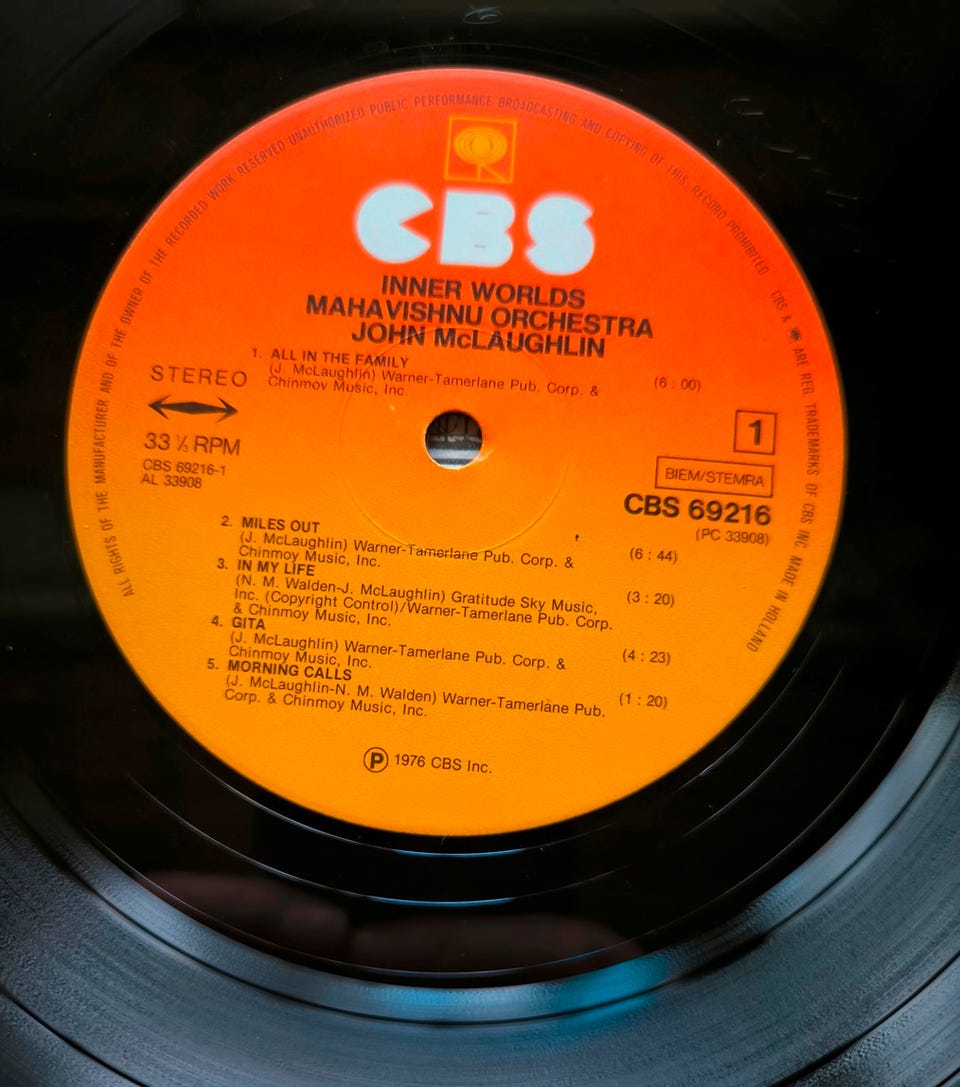 ALL RIGHTS OF THE MANUFACTURER AND OF THE OWNER OF THE RECORDED WORK RESERVED UNAUTHORIZED PUBLIC PERFORMANCE BROADCASTING AND COPYING OF THIS RECORD PROHIBITED CBS & ARE REG. TRADEMARKS OF CBS INC. MADE IN HOLLAND
CBS
INNER WORLDS
MAHAVISHNU ORCHESTRA
JOHN McLAUGHLIN
1. ALL IN THE FAMILY
(J. McLaughlin) Warner-Tamerlane Pub. Corp. & (6 : 00)
Chinmoy Music, Inc.
STEREO
33 ⅓ RPM
CBS 69216-1
AL 33908
1
BIEM/STEMRA
CBS 69216
(PC 33908)
2. MILES OUT
(J. McLaughlin) Warner-Tamerlane Pub. Corp. & (6 : 44)
Chinmoy Music, Inc.
3. IN MY LIFE
(N. M. Walden-J. McLaughlin) Gratitude Sky Music, (3 : 20)
Inc. (Copyright Control)/Warner-Tamerlane Pub. Corp.
& Chinmoy Music, Inc.
4. GITA
(J. McLaughlin) Warner-Tamerlane Pub. Corp. & (4 : 23)
Chinmoy Music, Inc.
5. MORNING CALLS
(J. McLaughlin-N. M. Walden) Warner-Tamerlane Pub. (1 : 20)
Corp. & Chinmoy Music, Inc.
Ⓟ 1976 CBS Inc.